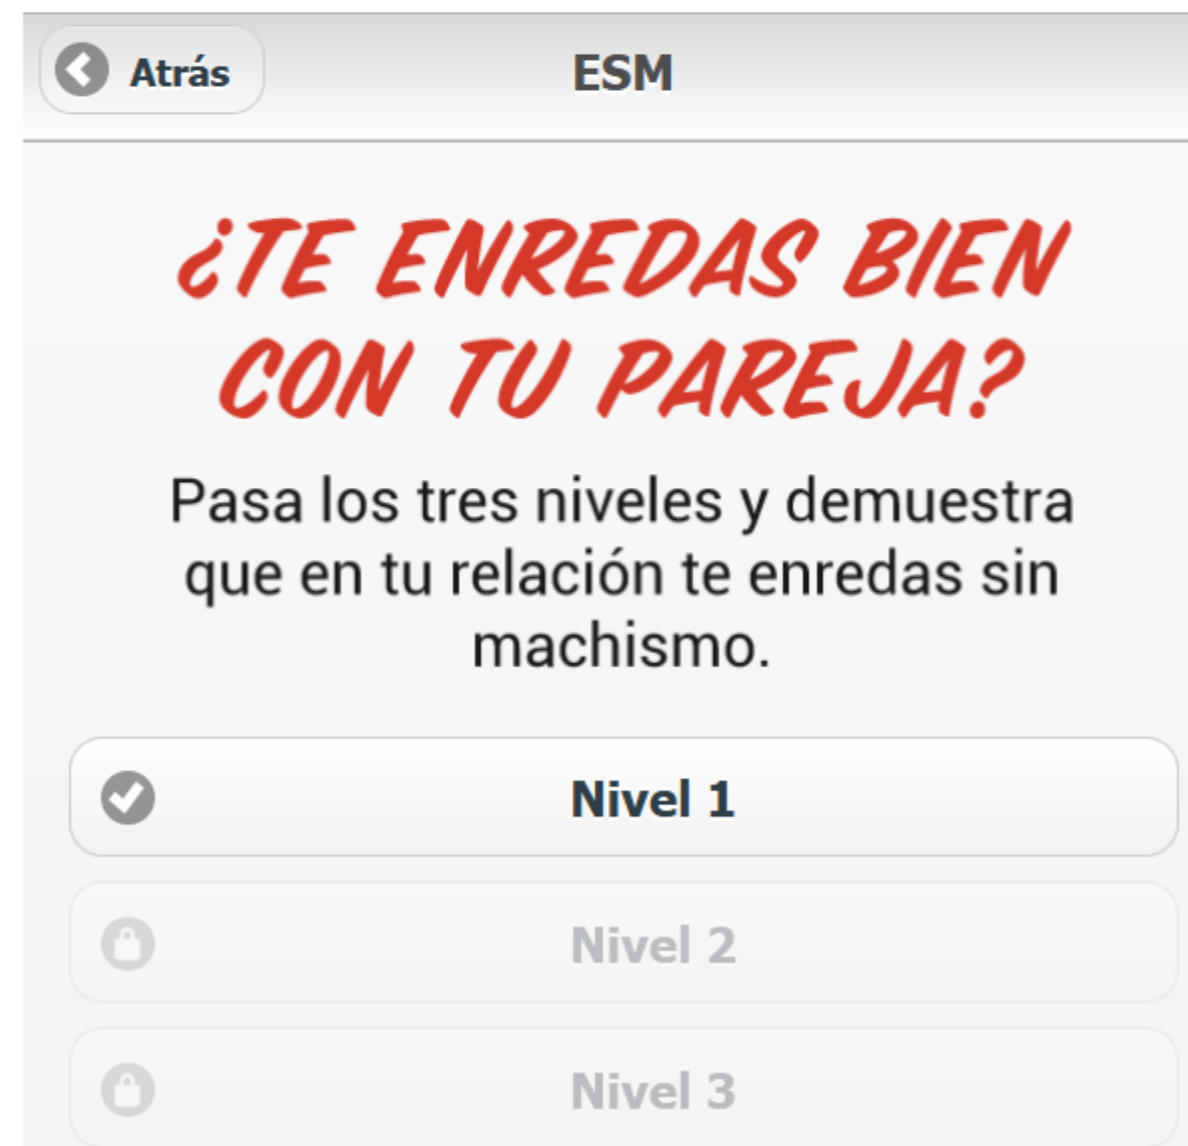 Atrás
ESM
¿TE ENREDAS BIEN
CON TU PAREJA?
Pasa los tres niveles y demuestra
que en tu relación te enredas sin
machismo.
Nivel 1
Nivel 2
Nivel 3